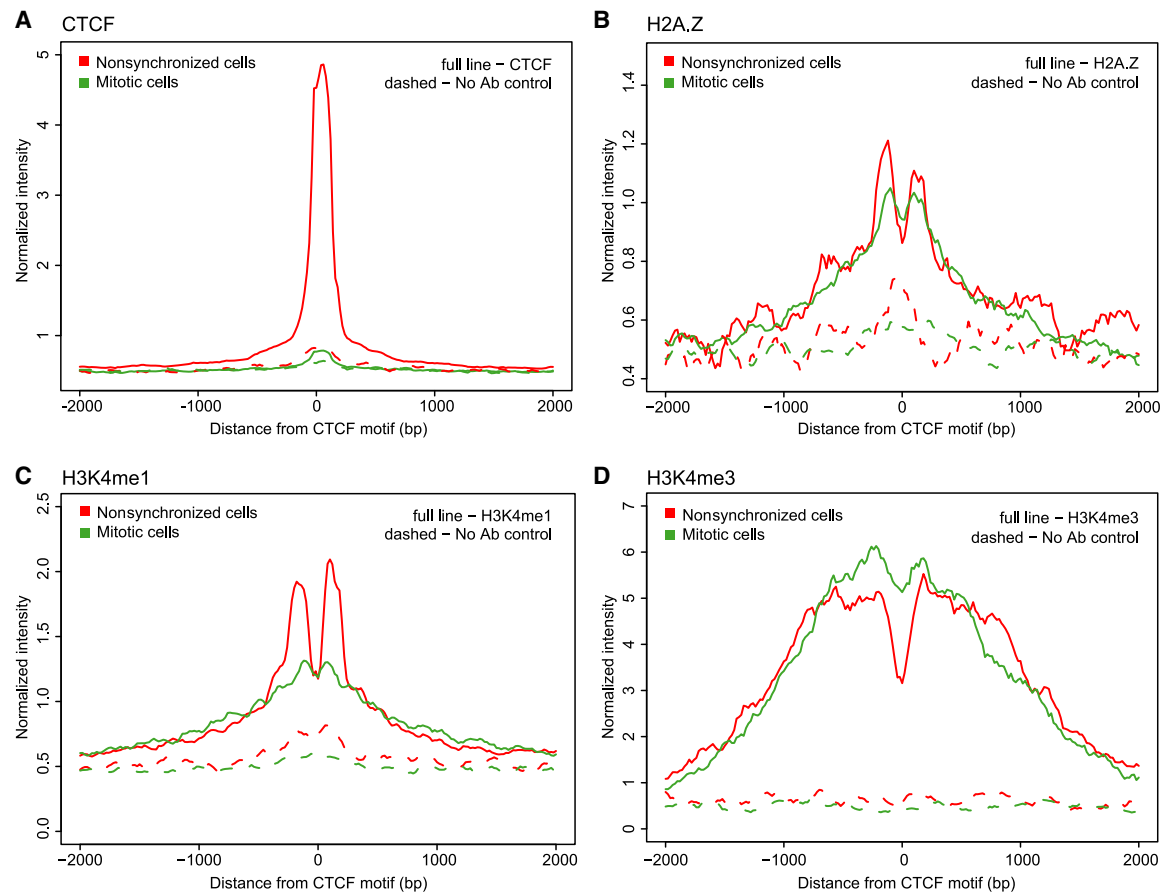 A
CTCF
Nonsynchronized cells
Mitotic cells
full line – CTCF
dashed – No Ab control
Normalized intensity
5
4
3
2
1
-2000
-1000
0
1000
2000
Distance from CTCF motif (bp)
B
H2A.Z
Nonsynchronized cells
Mitotic cells
full line – H2A.Z
dashed – No Ab control
Normalized intensity
1.4
1.2
1.0
0.8
0.6
0.4
-2000
-1000
0
1000
2000
Distance from CTCF motif (bp)
C
H3K4me1
Nonsynchronized cells
Mitotic cells
full line – H3K4me1
dashed – No Ab control
Normalized intensity
2.5
2.0
1.5
1.0
0.5
0.0
-2000
-1000
0
1000
2000
Distance from CTCF motif (bp)
D
H3K4me3
Nonsynchronized cells
Mitotic cells
full line – H3K4me3
dashed – No Ab control
Normalized intensity
7
6
5
4
3
2
1
0
-2000
-1000
0
1000
2000
Distance from CTCF motif (bp)